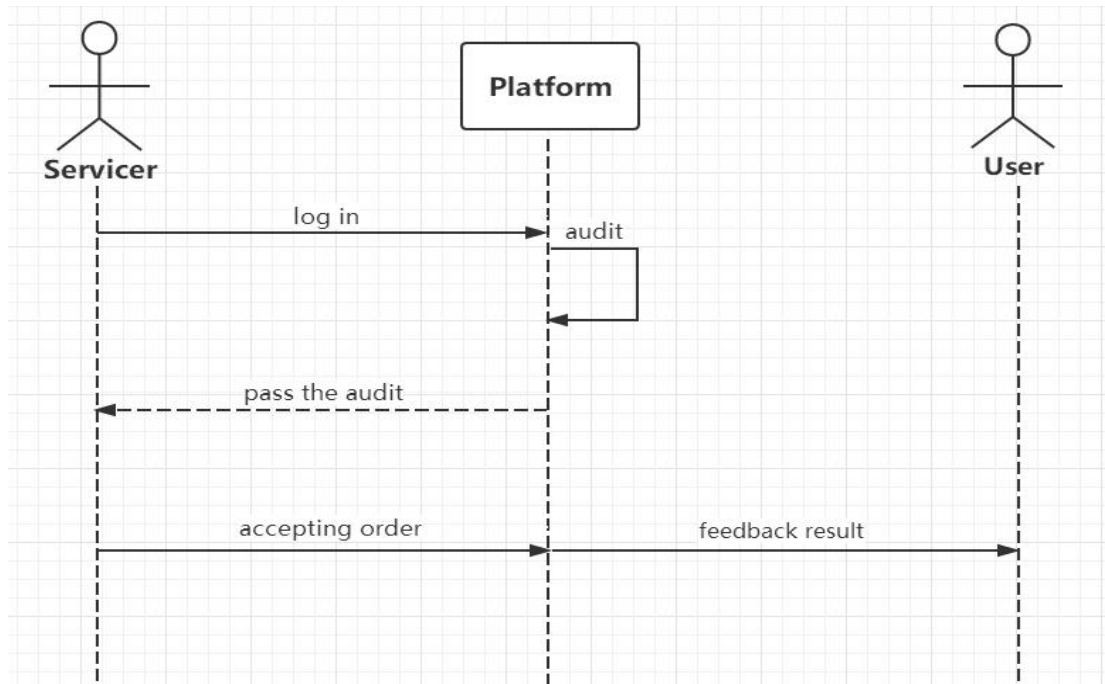 Platform
Servicer
User
log in
audit
pass the audit
accepting order
feedback result